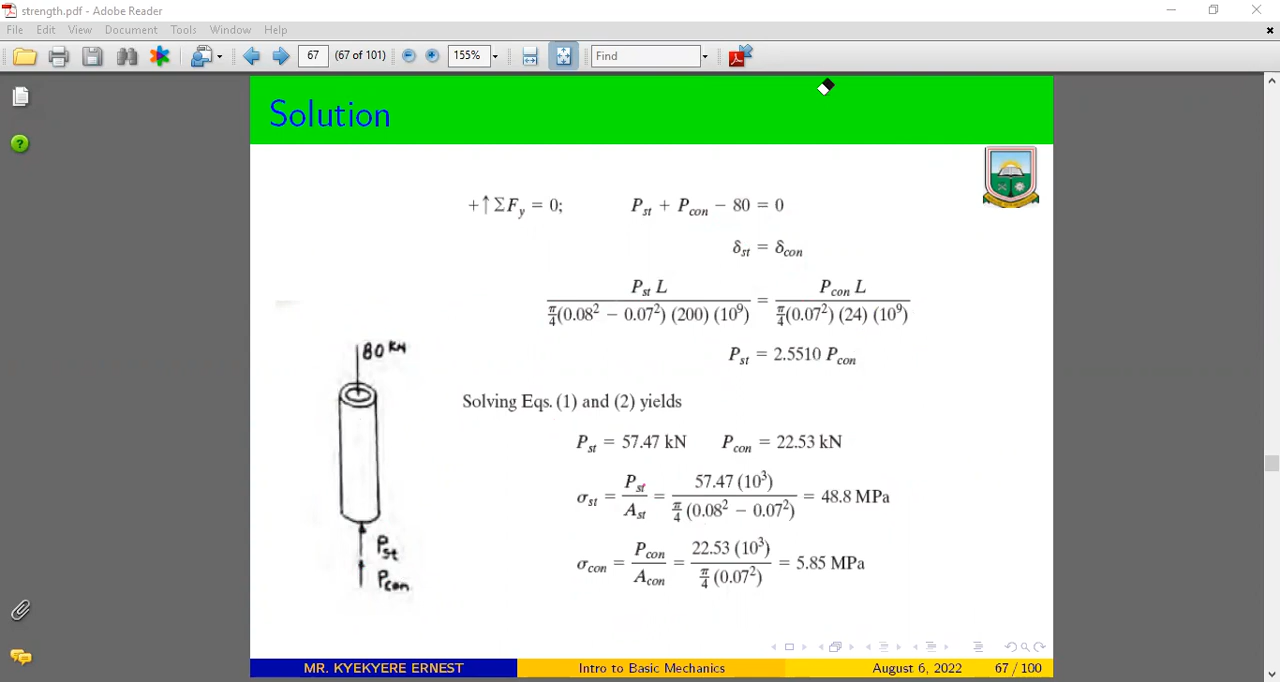 strength.pdf - Adobe Reader
File Edit View Document Tools Window Help
67 (67 of 101) 155% Find
Solution
+↑ΣF_y = 0; P_st + P_con − 80 = 0
δ_st = δ_con
P_st L / (π/4 (0.08² − 0.07²) (200) (10⁹)) = P_con L / (π/4 (0.07²) (24) (10⁹))
P_st = 2.5510 P_con
80 KN
P_st
P_con
Solving Eqs. (1) and (2) yields
P_st = 57.47 kN P_con = 22.53 kN
σ_st = P_st / A_st = 57.47 (10³) / (π/4 (0.08² − 0.07²)) = 48.8 MPa
σ_con = P_con / A_con = 22.53 (10³) / (π/4 (0.07²)) = 5.85 MPa
MR. KYEKYERE ERNEST Intro to Basic Mechanics August 6, 2022 67 / 100